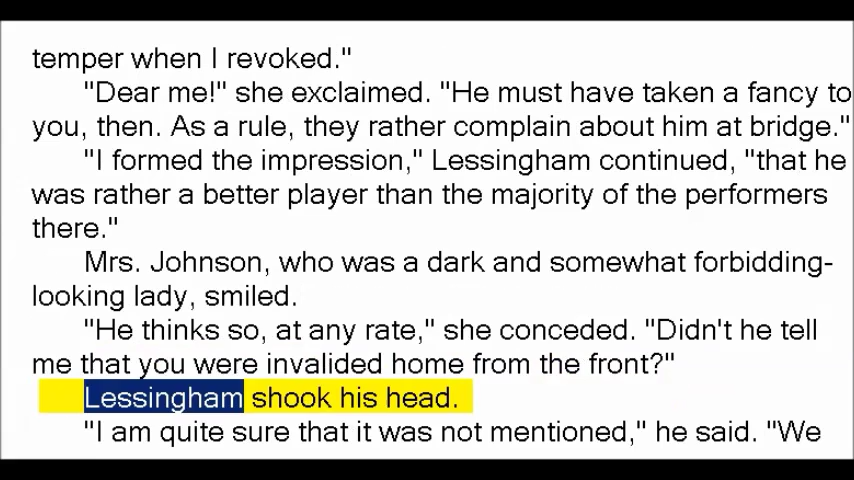 temper when I revoked."
"Dear me!" she exclaimed. "He must have taken a fancy to
you, then. As a rule, they rather complain about him at bridge."
"I formed the impression," Lessingham continued, "that he
was rather a better player than the majority of the performers
there."
Mrs. Johnson, who was a dark and somewhat forbidding-
looking lady, smiled.
"He thinks so, at any rate," she conceded. "Didn't he tell
me that you were invalided home from the front?"
Lessingham shook his head.
"I am quite sure that it was not mentioned," he said. "We